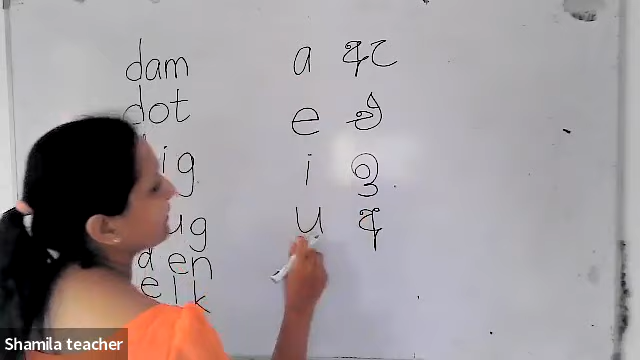 dam a ඇ
dot e එ
ig i ඉ
ug u අ
den
elk
Shamila teacher